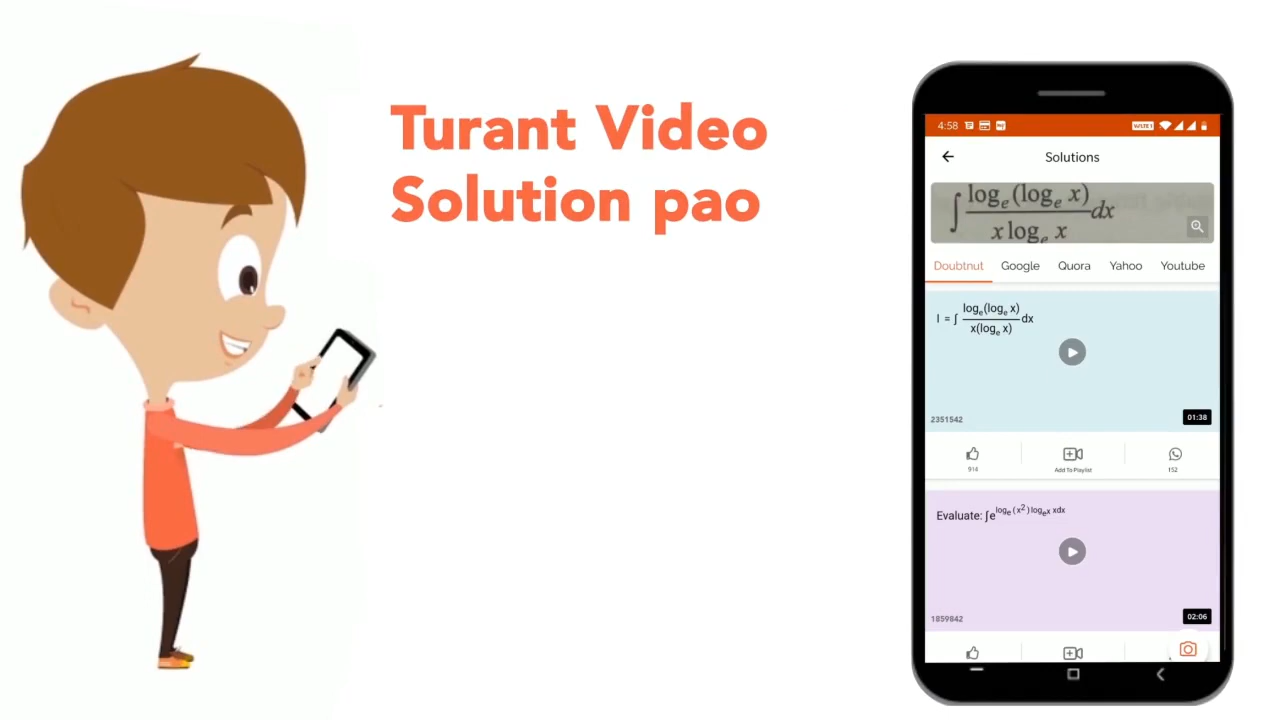 Turant Video
Solution pao
4:58
VoLTE1
Solutions
∫ logₑ(logₑ x) / x logₑ x dx
Doubtnut Google Quora Yahoo Youtube
I = ∫ logₑ(logₑ x) / x(logₑ x) dx
2351542 01:38
914 Add To Playlist 152
Evaluate: ∫e^logₑ(x²)logₑx xdx
1859842 02:06